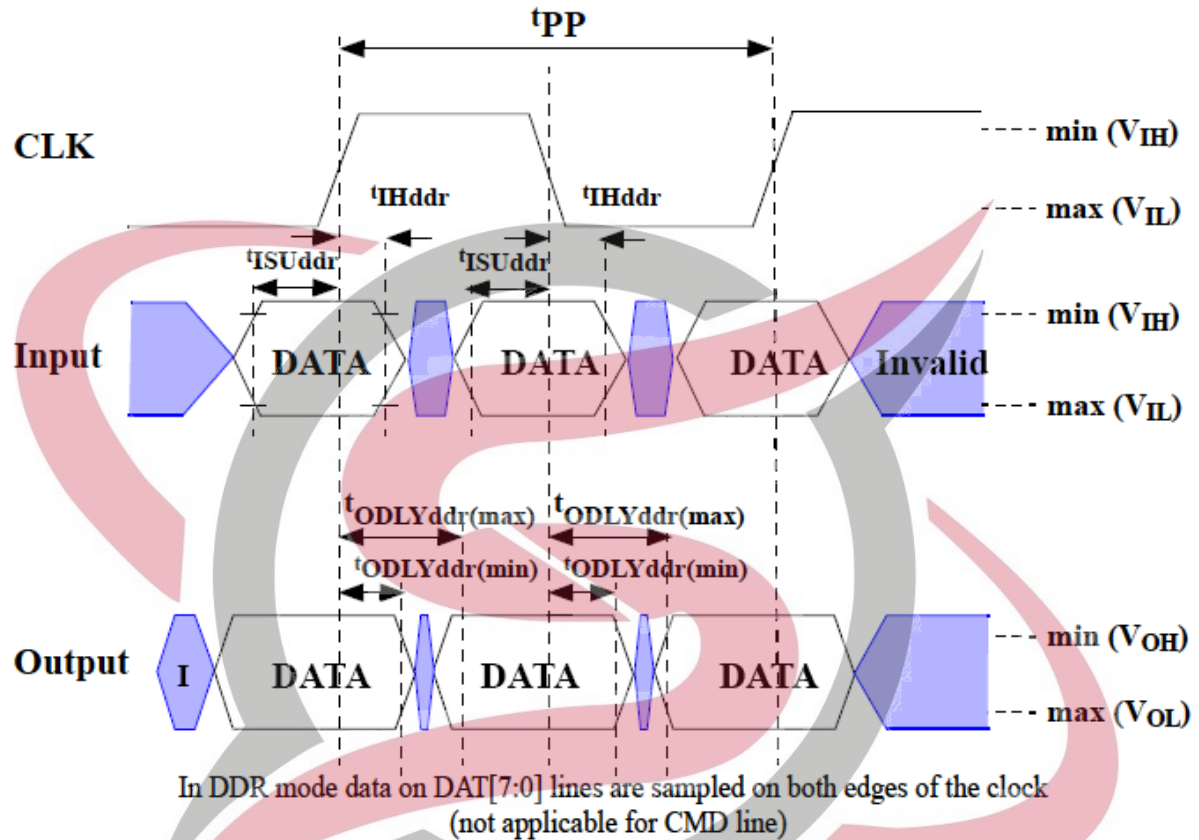 tPP
CLK
min (VIH)
tIHddr
tIHddr
max (VIL)
tISUddr
tISUddr
min (VIH)
Input
DATA
DATA
DATA
Invalid
max (VIL)
tODLYddr(max)
tODLYddr(max)
tODLYddr(min)
tODLYddr(min)
min (VOH)
Output
I
DATA
DATA
DATA
max (VOL)
In DDR mode data on DAT[7:0] lines are sampled on both edges of the clock
(not applicable for CMD line)